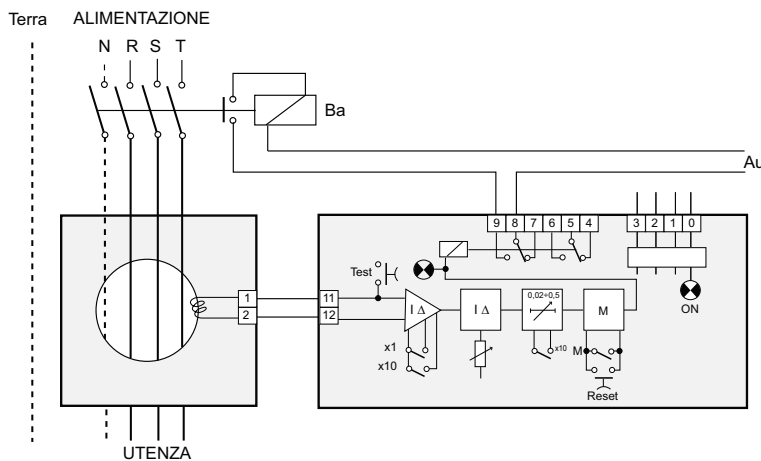 Terra ALIMENTAZIONE
N R S T
Ba
Au
9 8 7 6 5 4 3 2 1 0
Test
1 11
2 12
I Δ I Δ 0,02÷0,5 M
ON
x1 x10 M
x10
Reset
UTENZA